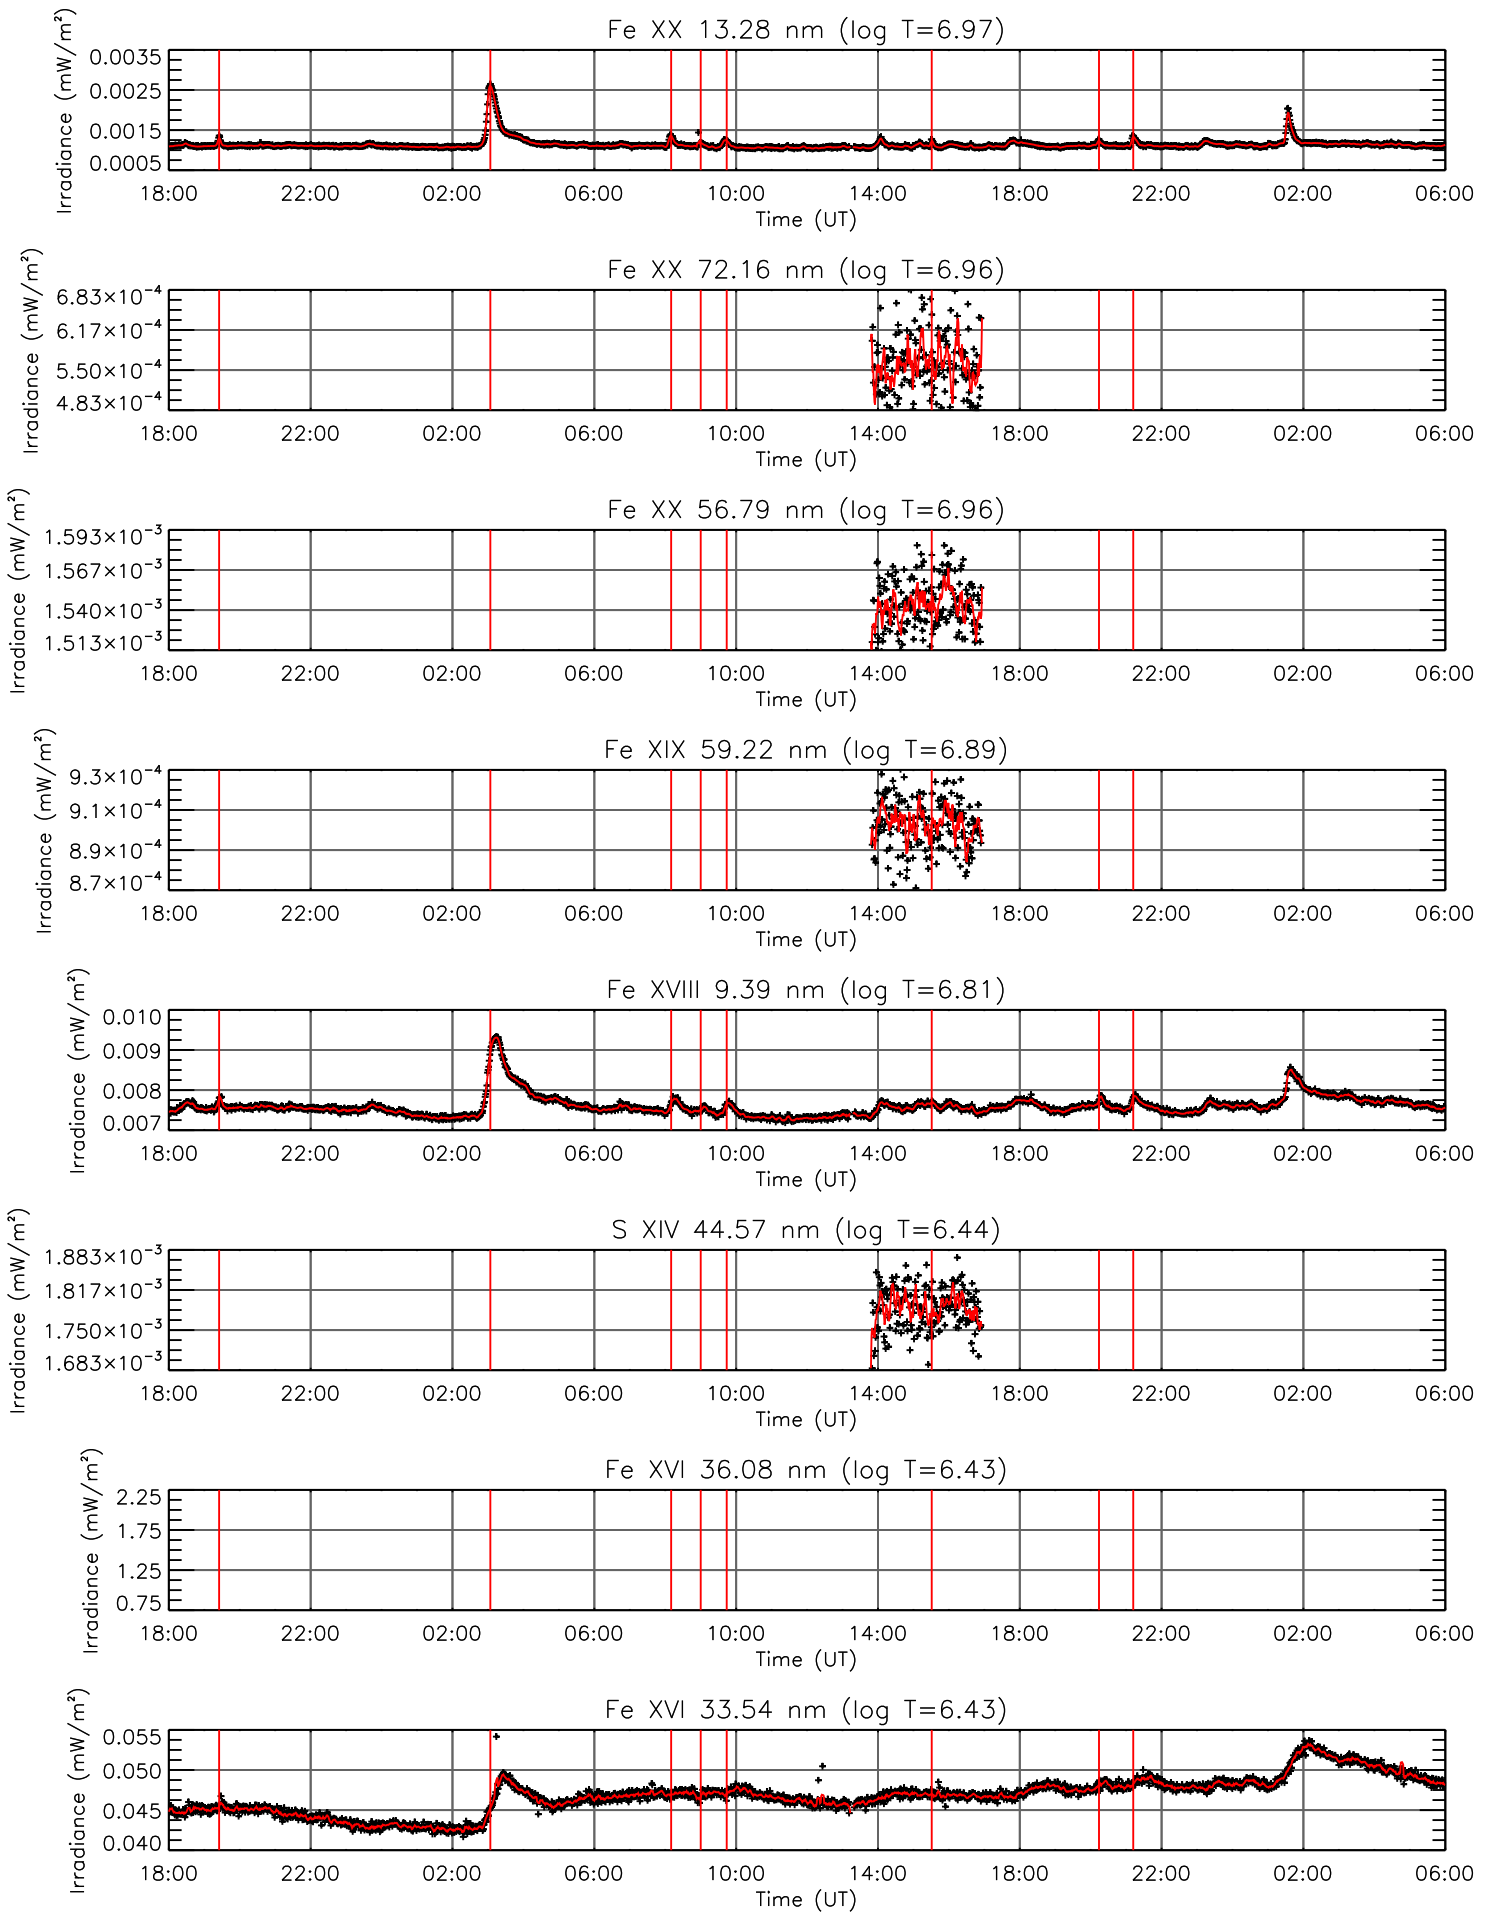 Fe XX 13.28 nm (log T=6.97)
Irradiance (mW/m²)
0.0035
0.0025
0.0015
0.0005
18:00 22:00 02:00 06:00 10:00 14:00 18:00 22:00 02:00 06:00
Time (UT)
Fe XX 72.16 nm (log T=6.96)
Irradiance (mW/m²)
6.83×10⁻⁴
6.17×10⁻⁴
5.50×10⁻⁴
4.83×10⁻⁴
18:00 22:00 02:00 06:00 10:00 14:00 18:00 22:00 02:00 06:00
Time (UT)
Fe XX 56.79 nm (log T=6.96)
Irradiance (mW/m²)
1.593×10⁻³
1.567×10⁻³
1.540×10⁻³
1.513×10⁻³
18:00 22:00 02:00 06:00 10:00 14:00 18:00 22:00 02:00 06:00
Time (UT)
Fe XIX 59.22 nm (log T=6.89)
Irradiance (mW/m²)
9.3×10⁻⁴
9.1×10⁻⁴
8.9×10⁻⁴
8.7×10⁻⁴
18:00 22:00 02:00 06:00 10:00 14:00 18:00 22:00 02:00 06:00
Time (UT)
Fe XVIII 9.39 nm (log T=6.81)
Irradiance (mW/m²)
0.010
0.009
0.008
0.007
18:00 22:00 02:00 06:00 10:00 14:00 18:00 22:00 02:00 06:00
Time (UT)
S XIV 44.57 nm (log T=6.44)
Irradiance (mW/m²)
1.883×10⁻³
1.817×10⁻³
1.750×10⁻³
1.683×10⁻³
18:00 22:00 02:00 06:00 10:00 14:00 18:00 22:00 02:00 06:00
Time (UT)
Fe XVI 36.08 nm (log T=6.43)
Irradiance (mW/m²)
2.25
1.75
1.25
0.75
18:00 22:00 02:00 06:00 10:00 14:00 18:00 22:00 02:00 06:00
Time (UT)
Fe XVI 33.54 nm (log T=6.43)
Irradiance (mW/m²)
0.055
0.050
0.045
0.040
18:00 22:00 02:00 06:00 10:00 14:00 18:00 22:00 02:00 06:00
Time (UT)